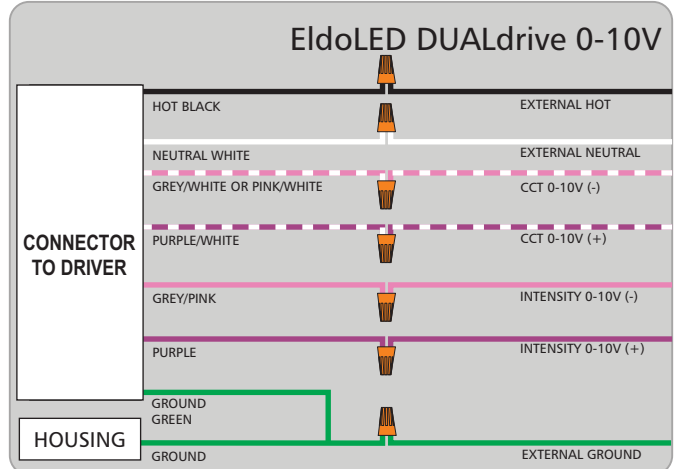 EldoLED DUALdrive 0-10V
HOT BLACK
EXTERNAL HOT
NEUTRAL WHITE
EXTERNAL NEUTRAL
GREY/WHITE OR PINK/WHITE
CCT 0-10V (-)
PURPLE/WHITE
CCT 0-10V (+)
CONNECTOR
TO DRIVER
GREY/PINK
INTENSITY 0-10V (-)
PURPLE
INTENSITY 0-10V (+)
GROUND
GREEN
HOUSING
GROUND
EXTERNAL GROUND